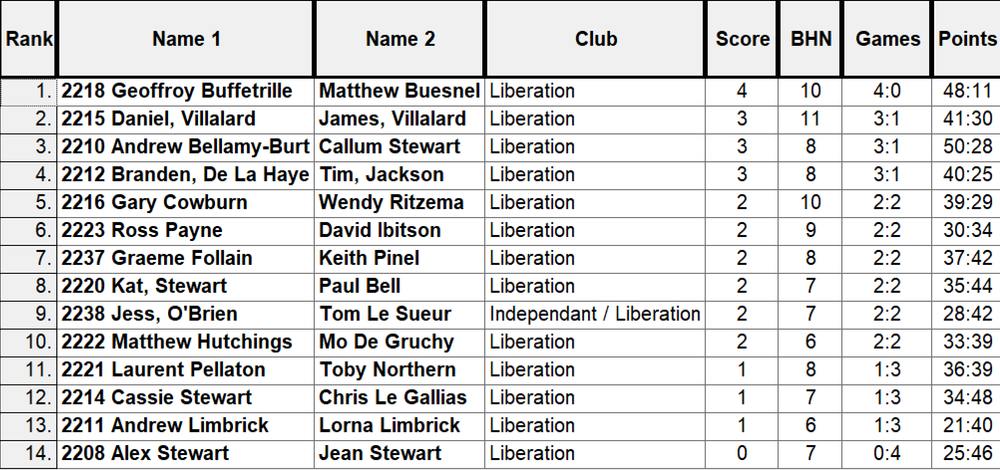 Rank Name 1 Name 2 Club Score BHN Games Points
1. 2218 Geoffroy Buffetrille Matthew Buesnel Liberation 4 10 4:0 48:11
2. 2215 Daniel, Villalard James, Villalard Liberation 3 11 3:1 41:30
3. 2210 Andrew Bellamy-Burt Callum Stewart Liberation 3 8 3:1 50:28
4. 2212 Branden, De La Haye Tim, Jackson Liberation 3 8 3:1 40:25
5. 2216 Gary Cowburn Wendy Ritzema Liberation 2 10 2:2 39:29
6. 2223 Ross Payne David Ibitson Liberation 2 9 2:2 30:34
7. 2237 Graeme Follain Keith Pinel Liberation 2 8 2:2 37:42
8. 2220 Kat, Stewart Paul Bell Liberation 2 7 2:2 35:44
9. 2238 Jess, O'Brien Tom Le Sueur Independant / Liberation 2 7 2:2 28:42
10. 2222 Matthew Hutchings Mo De Gruchy Liberation 2 6 2:2 33:39
11. 2221 Laurent Pellaton Toby Northern Liberation 1 8 1:3 36:39
12. 2214 Cassie Stewart Chris Le Gallias Liberation 1 7 1:3 34:48
13. 2211 Andrew Limbrick Lorna Limbrick Liberation 1 6 1:3 21:40
14. 2208 Alex Stewart Jean Stewart Liberation 0 7 0:4 25:46